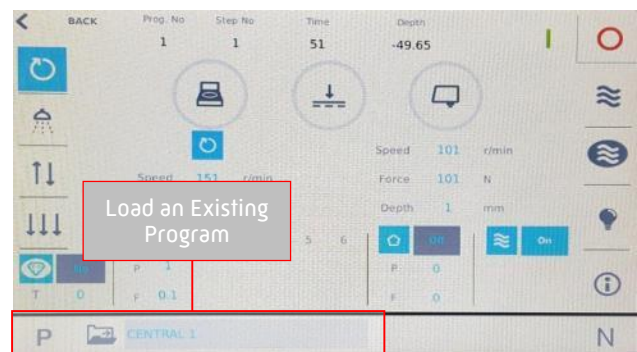 BACK Prog. No Step No Time Depth
1 1 51 -49.65
Speed 101 r/min
Speed 151 r/min
Force 101 N
Load an Existing
Program
Depth 1 mm
5 6
On On
P 1 P 0
T 0 F 0.1 F 0
P CENTRAL 1 N